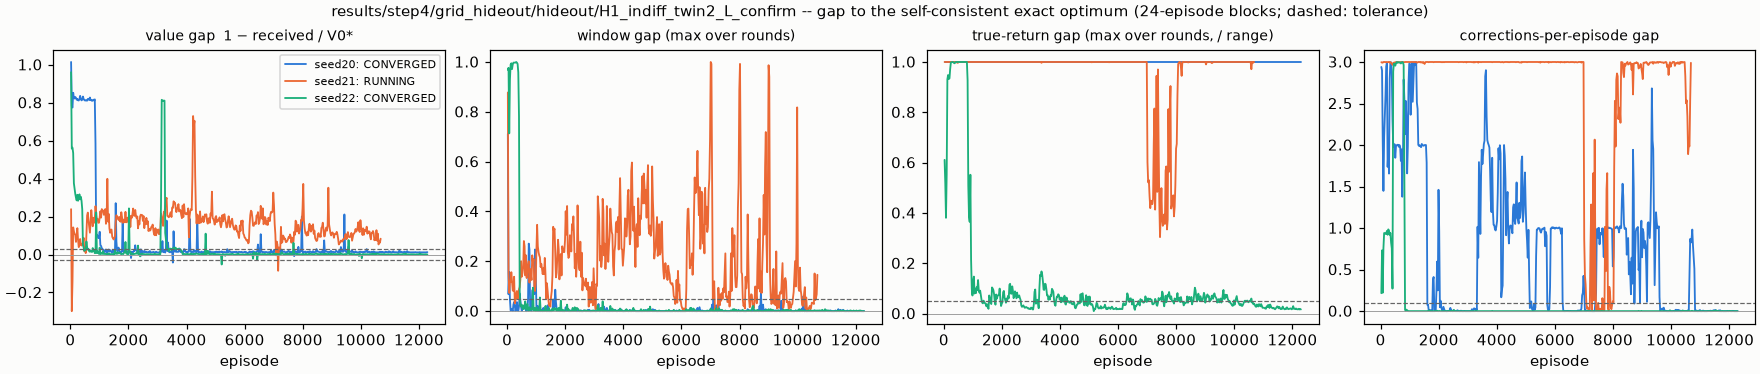 results/step4/grid_hideout/hideout/H1_indiff_twin2_L_confirm -- gap to the self-consistent exact optimum (24-episode blocks; dashed: tolerance)
value gap 1 − received / V0*
1.0
0.8
0.6
0.4
0.2
0.0
−0.2
0 2000 4000 6000 8000 10000 12000
episode
seed20: CONVERGED
seed21: RUNNING
seed22: CONVERGED
window gap (max over rounds)
1.0
0.8
0.6
0.4
0.2
0.0
0 2000 4000 6000 8000 10000 12000
episode
true-return gap (max over rounds, / range)
1.0
0.8
0.6
0.4
0.2
0.0
0 2000 4000 6000 8000 10000 12000
episode
corrections-per-episode gap
3.0
2.5
2.0
1.5
1.0
0.5
0.0
0 2000 4000 6000 8000 10000 12000
episode